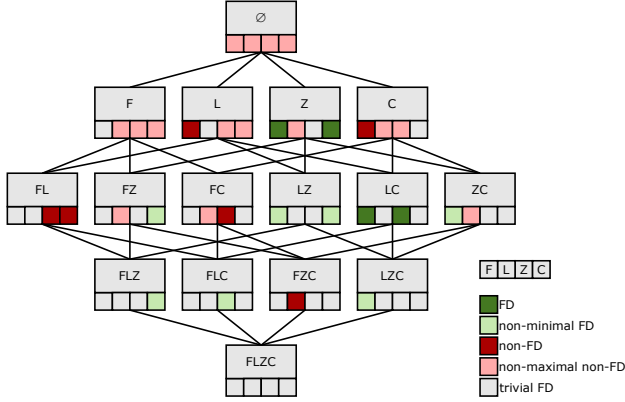 ∅
F L Z C
FL FZ FC LZ LC ZC
FLZ FLC FZC LZC
F L Z C
FD
non-minimal FD
non-FD
non-maximal non-FD
FLZC
trivial FD